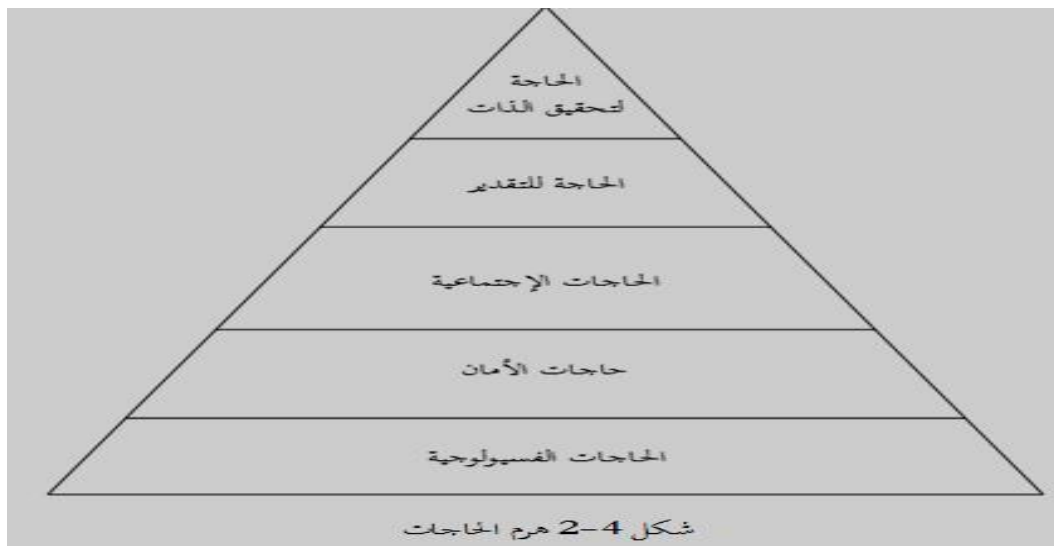 الحاجة
لتحقيق الذات
الحاجة للتقدير
الحاجات الإجتماعية
حاجات الأمان
الحاجات الفسيولوجية
شكل 4-2 هرم الحاجات